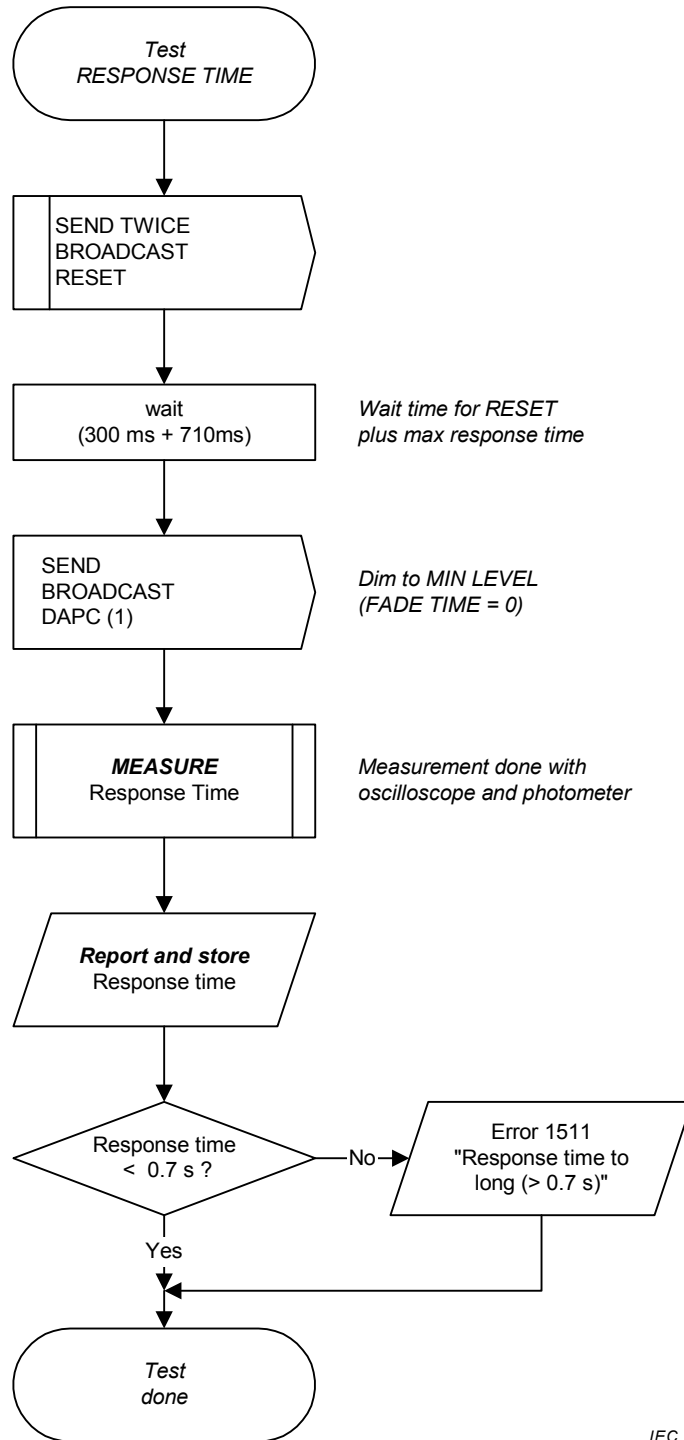 Test
RESPONSE TIME
SEND TWICE
BROADCAST
RESET
wait
(300 ms + 710ms)
Wait time for RESET
plus max response time
SEND
BROADCAST
DAPC (1)
Dim to MIN LEVEL
(FADE TIME = 0)
MEASURE
Response Time
Measurement done with
oscilloscope and photometer
Report and store
Response time
Response time
< 0.7 s ?
No
Error 1511
"Response time to
long (> 0.7 s)"
Yes
Test
done
IEC